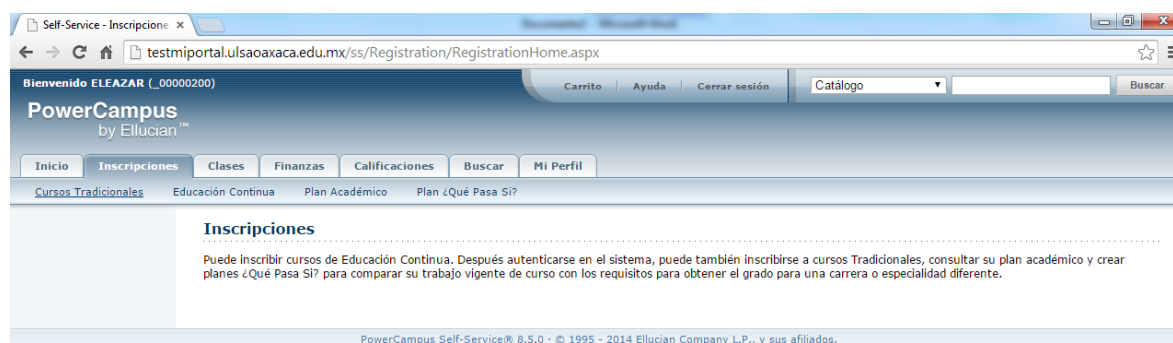 Self-Service - Inscripcione
testmiportal.ulsaoaxaca.edu.mx/ss/Registration/RegistrationHome.aspx
Bienvenido ELEAZAR (_00000200)
Carrito Ayuda Cerrar sesión Catálogo Buscar
PowerCampus
by Ellucian™
Inicio Inscripciones Clases Finanzas Calificaciones Buscar Mi Perfil
Cursos Tradicionales Educación Continua Plan Académico Plan ¿Qué Pasa Si?
Inscripciones
Puede inscribir cursos de Educación Continua. Después autenticarse en el sistema, puede también inscribirse a cursos Tradicionales, consultar su plan académico y crear
planes ¿Qué Pasa Si? para comparar su trabajo vigente de curso con los requisitos para obtener el grado para una carrera o especialidad diferente.
PowerCampus Self-Service® 8.5.0 · © 1995 - 2014 Ellucian Company L.P.. y sus afiliados.